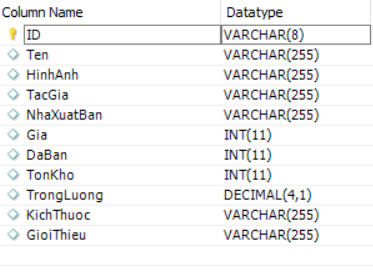 Column Name Datatype
ID VARCHAR(8)
Ten VARCHAR(255)
HinhAnh VARCHAR(255)
TacGia VARCHAR(255)
NhaXuatBan VARCHAR(255)
Gia INT(11)
DaBan INT(11)
TonKho INT(11)
TrongLuong DECIMAL(4,1)
KichThuoc VARCHAR(255)
GioiThieu VARCHAR(255)